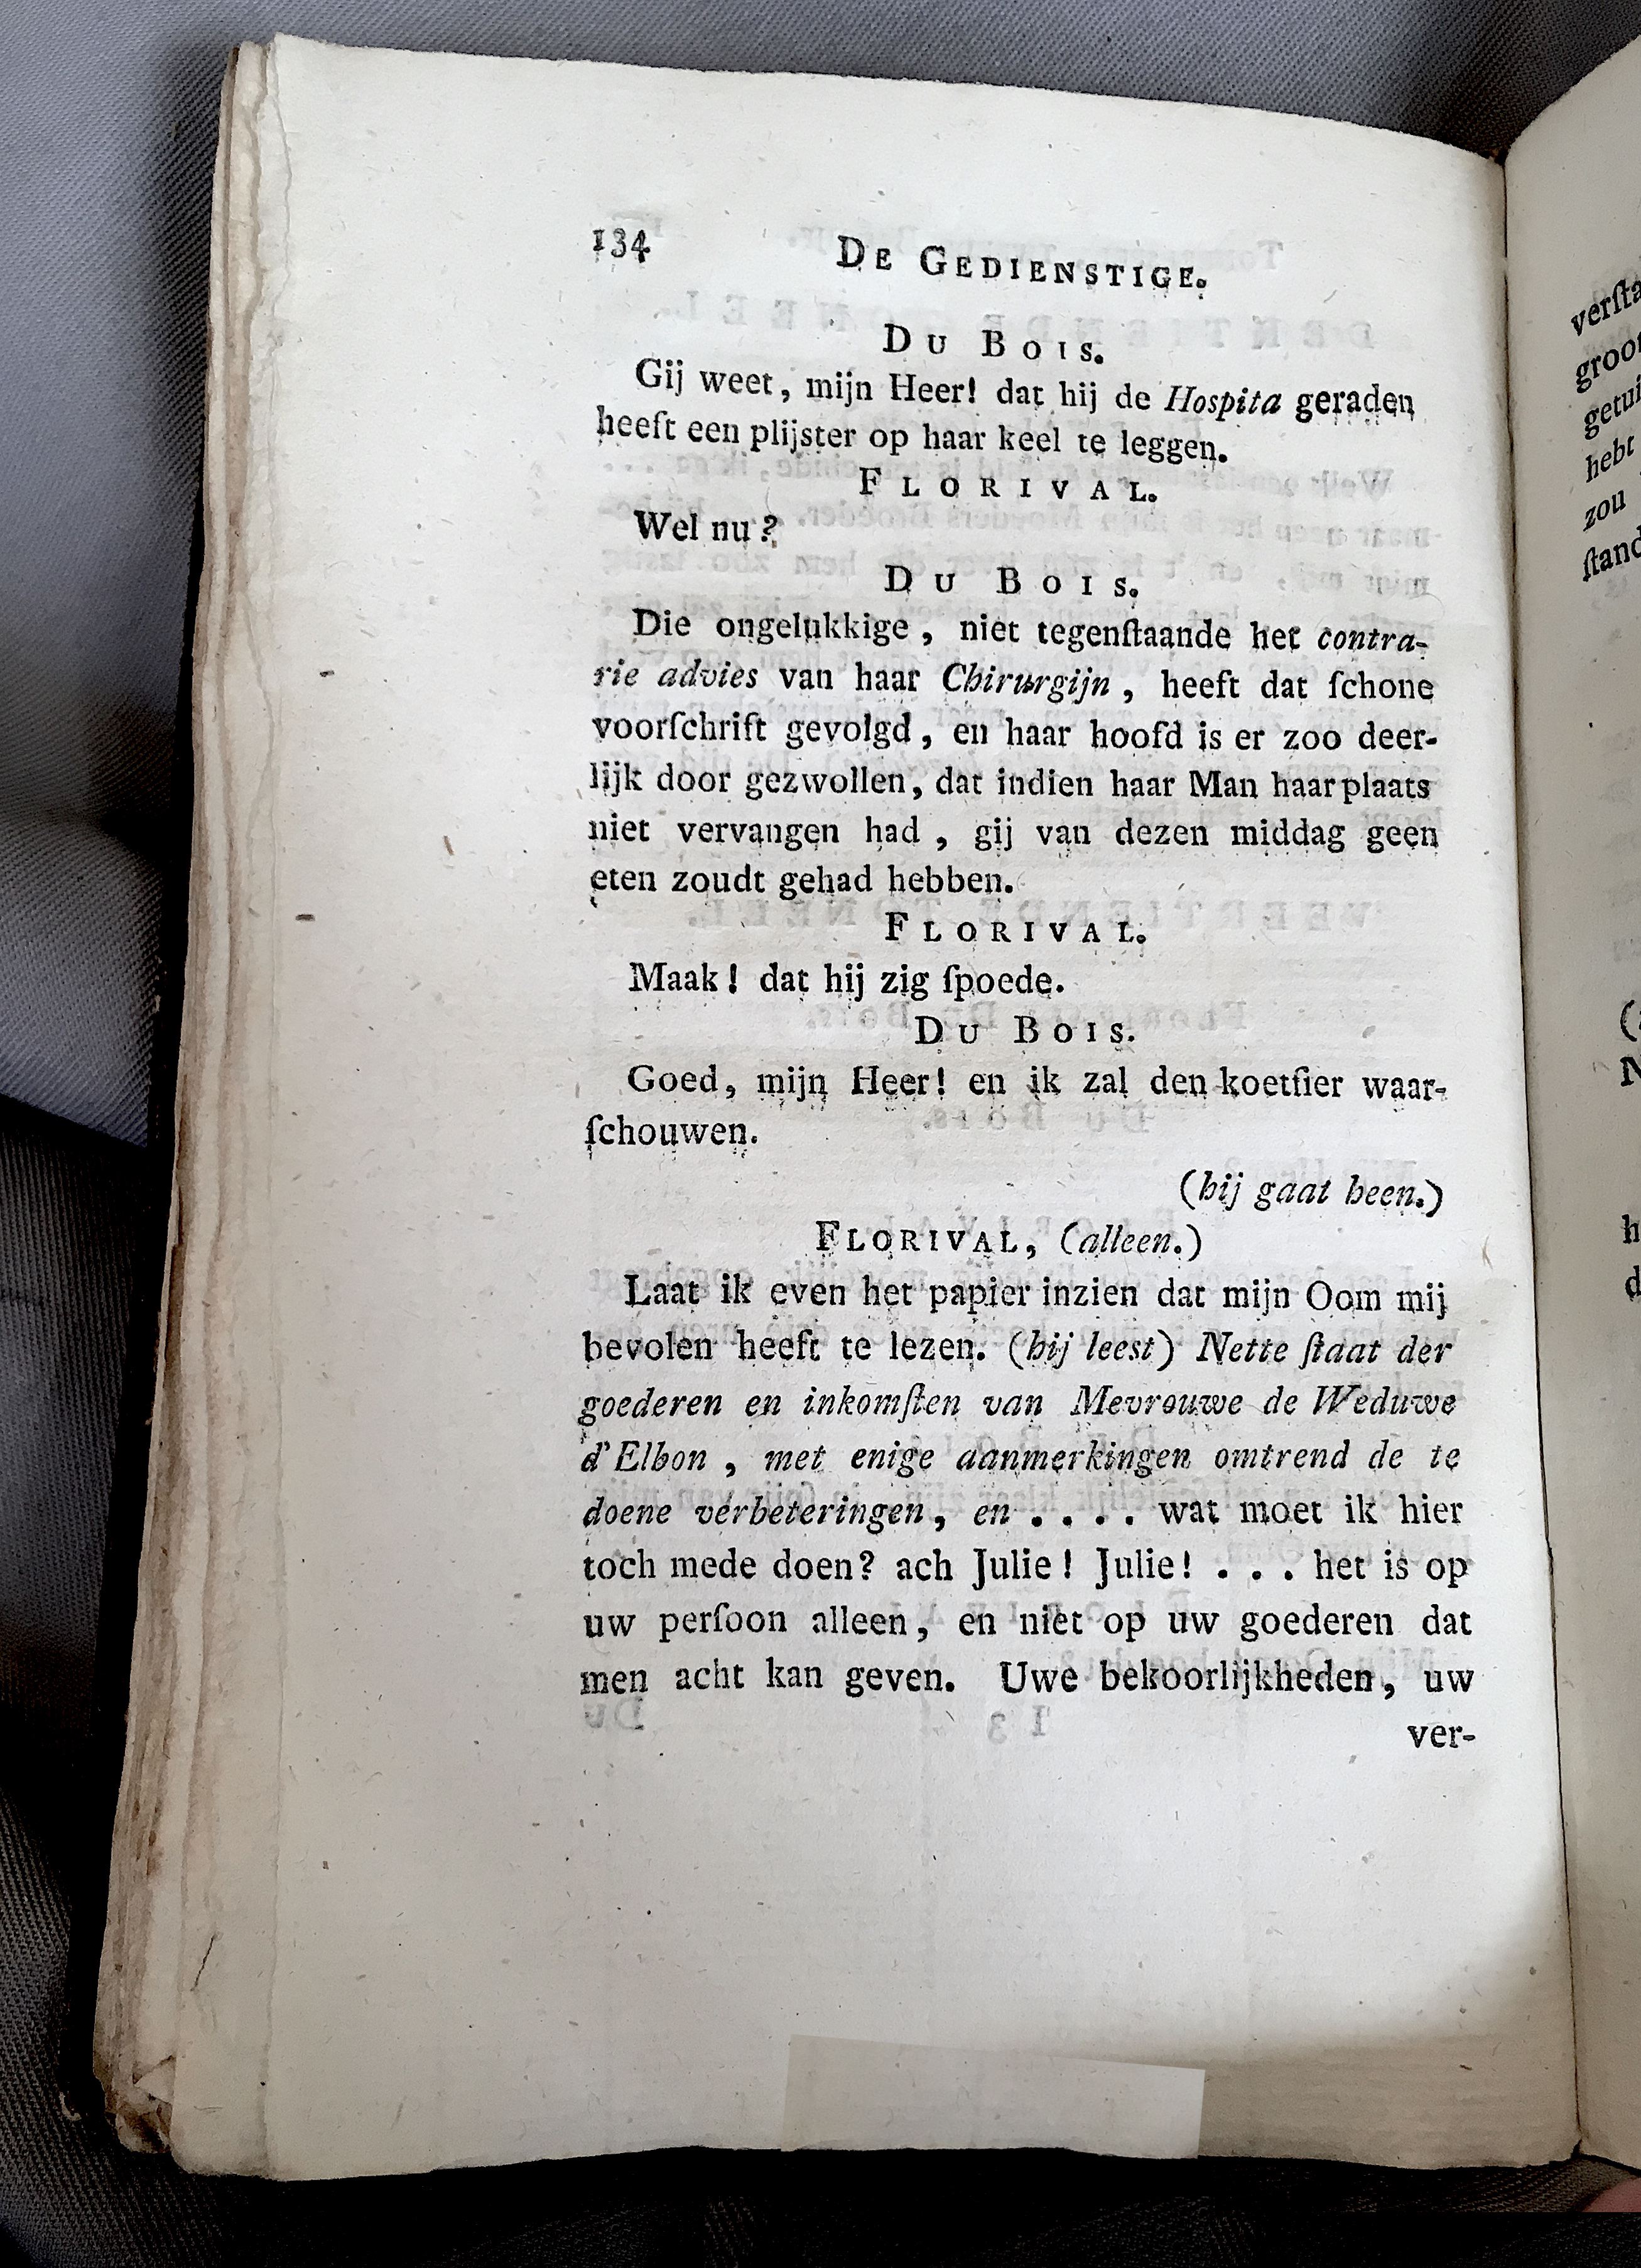 134 DE GEDIENSTIGE.
DU BOIS.
Gij weet, mijn Heer! dat hij de Hospita geraden
heeft een plijster op haar keel te leggen.
FLORIVAL.
Wel nu?
DU BOIS.
Die ongelukkige, niet tegenſtaande het contra-
rie advies van haar Chirurgijn, heeft dat ſchone
voorſchrift gevolgd, en haar hoofd is er zoo deer-
lijk door gezwollen, dat indien haar Man haar plaats
niet vervangen had, gij van dezen middag geen
eten zoudt gehad hebben.
FLORIVAL.
Maak! dat hij zig ſpoede.
DU BOIS.
Goed, mijn Heer! en ik zal den koetſier waar-
ſchouwen.
(hij gaat heen.)
FLORIVAL, (alleen.)
Laat ik even het papier inzien dat mijn Oom mij
bevolen heeft te lezen. (hij leest) Nette ſtaat der
goederen en inkomſten van Mevrouwe de Weduwe
d'Elbon, met enige aanmerkingen omtrend de te
doene verbeteringen, en . . . . wat moet ik hier
toch mede doen? ach Julie! Julie! . . . het is op
uw perſoon alleen, en niet op uw goederen dat
men acht kan geven. Uwe bekoorlijkheden, uw
ver-
verſta
groot
getui
hebt
zou
ſtand